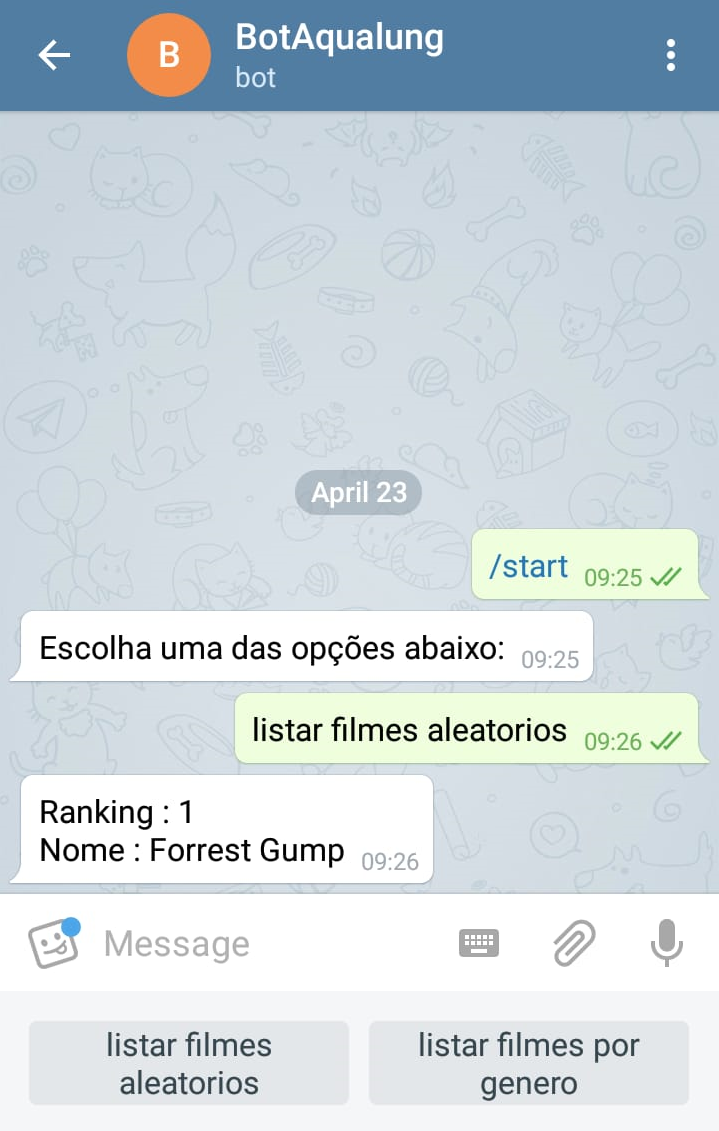 B
BotAqualung
bot
April 23
/start 09:25
Escolha uma das opções abaixo: 09:25
listar filmes aleatorios 09:26
Ranking : 1
Nome : Forrest Gump 09:26
Message
listar filmes
aleatorios
listar filmes por
genero